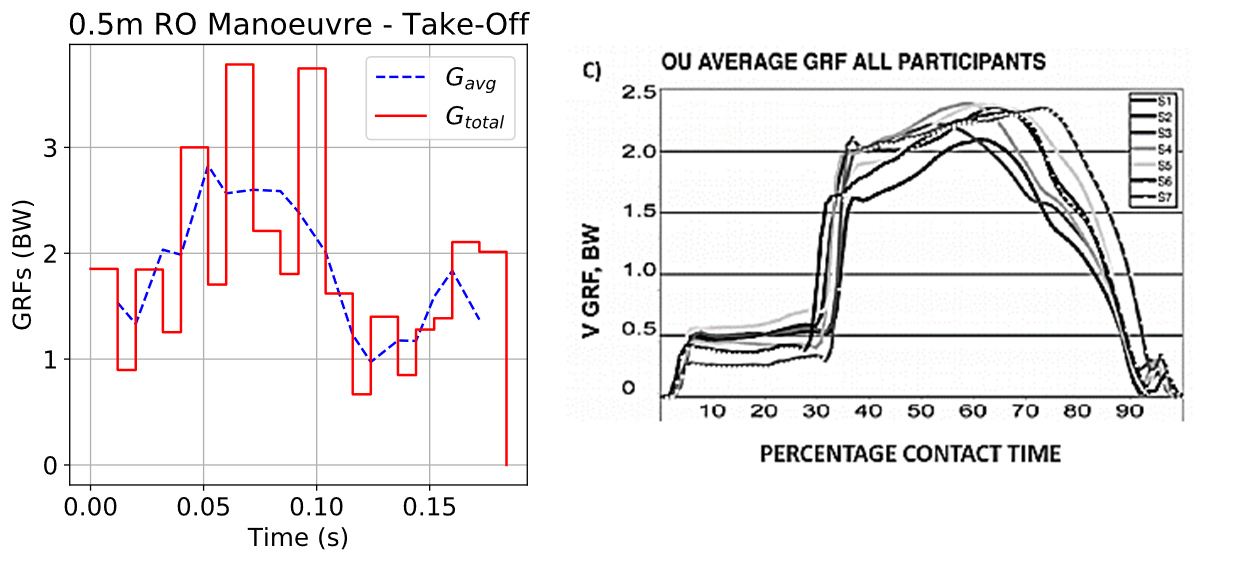 0.5m RO Manoeuvre - Take-Off
GRFs (BW)
3
2
1
0
G_avg
G_total
0.00 0.05 0.10 0.15
Time (s)
C)
OU AVERAGE GRF ALL PARTICIPANTS
V GRF, BW
2.5
2.0
1.5
1.0
0.5
0
S1
S2
S3
S4
S5
S6
S7
10 20 30 40 50 60 70 80 90
PERCENTAGE CONTACT TIME